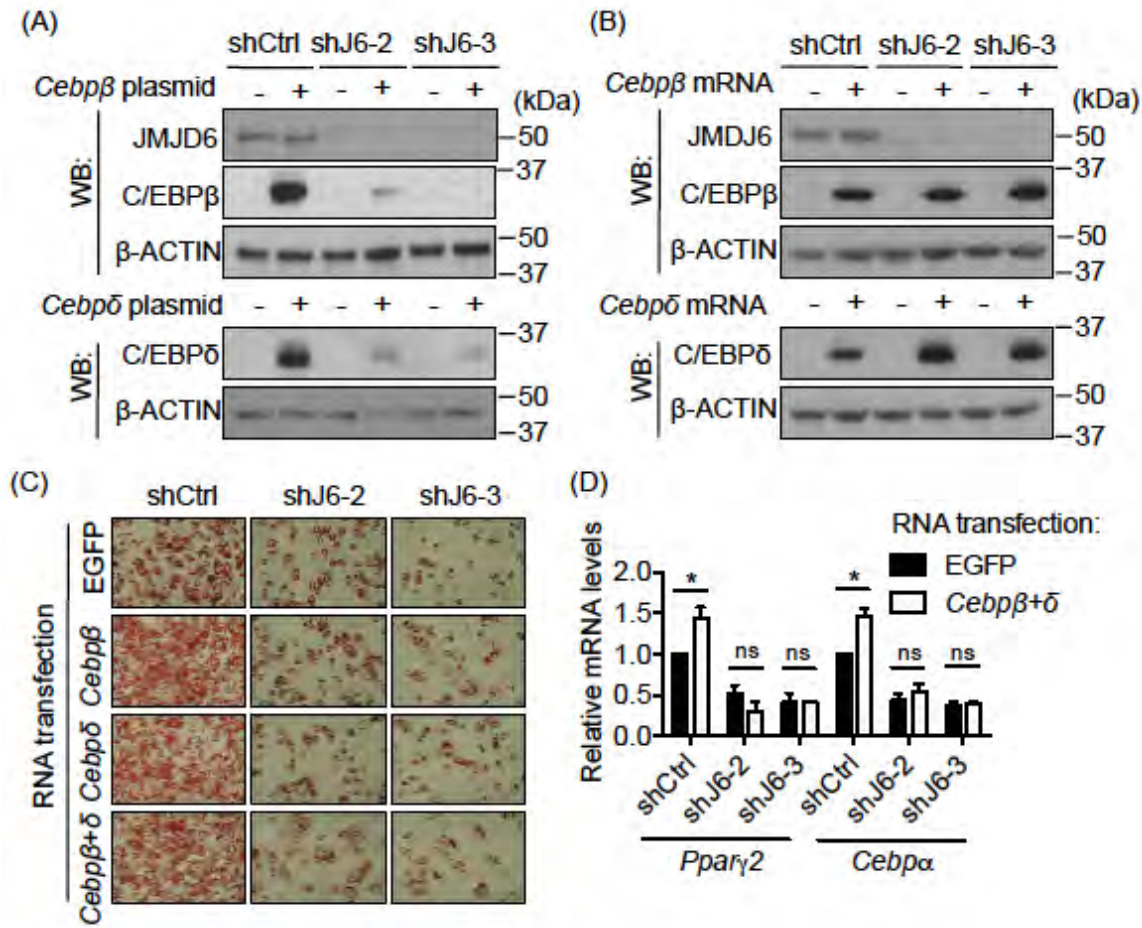 (A)
shCtrl shJ6-2 shJ6-3
Cebpβ plasmid - + - + - + (kDa)
WB:
JMJD6 50
37
C/EBPβ
β-ACTIN 50
37
Cebpδ plasmid - + - + - +
WB:
37
C/EBPδ
β-ACTIN 50
37
(B)
shCtrl shJ6-2 shJ6-3
Cebpβ mRNA - + - + - + (kDa)
WB:
JMDJ6 50
37
C/EBPβ
β-ACTIN 50
37
Cebpδ mRNA - + - + - +
WB:
37
C/EBPδ
β-ACTIN 50
37
(C)
shCtrl shJ6-2 shJ6-3
RNA transfection
EGFP
Cebpβ
Cebpδ
Cebpβ+δ
(D)
RNA transfection:
EGFP
Cebpβ+δ
Relative mRNA levels
2.0
1.5
1.0
0.5
0.0
* ns ns * ns ns
shCtrl shJ6-2 shJ6-3 shCtrl shJ6-2 shJ6-3
Pparγ2 Cebpα